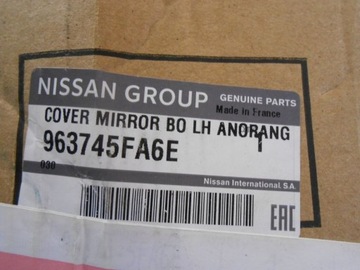 NISSAN GROUP GENUINE PARTS
Made in France
COVER MIRROR BO LH ANORANG
963745FA6E 1
030
Nissan International S.A.
EAC